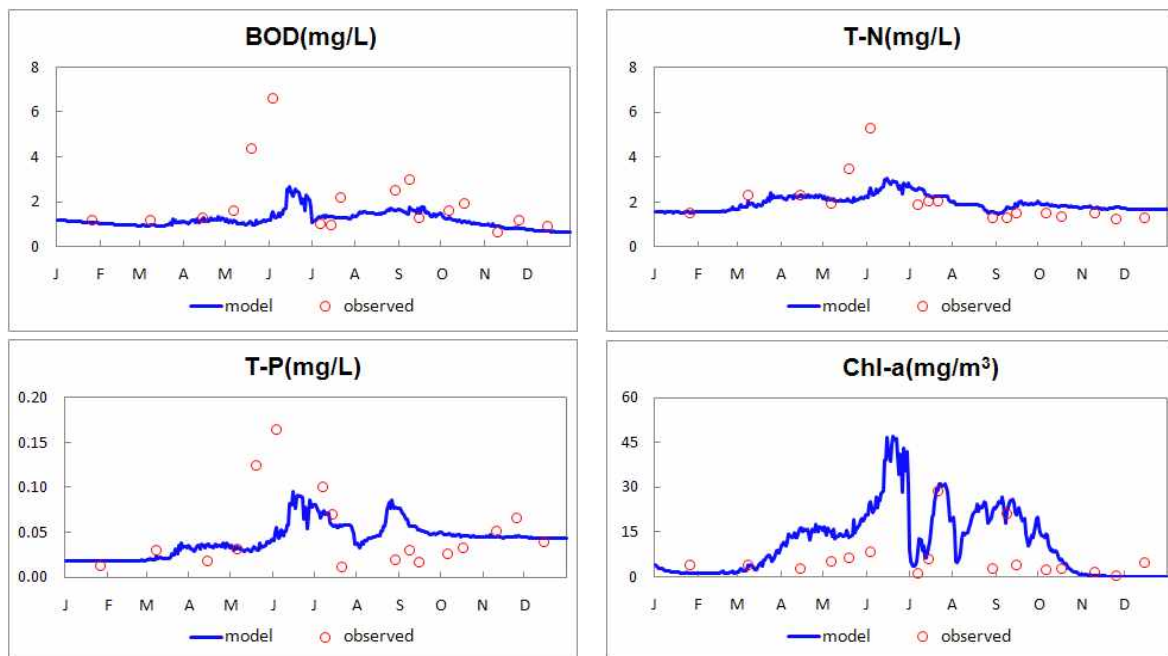 BOD(mg/L)
8
6
4
2
0
J F M A M J J A S O N D
model observed
T-N(mg/L)
8
6
4
2
0
J F M A M J J A S O N D
model observed
T-P(mg/L)
0.20
0.15
0.10
0.05
0.00
J F M A M J J A S O N D
model observed
Chl-a(mg/m³)
60
45
30
15
0
J F M A M J J A S O N D
model observed